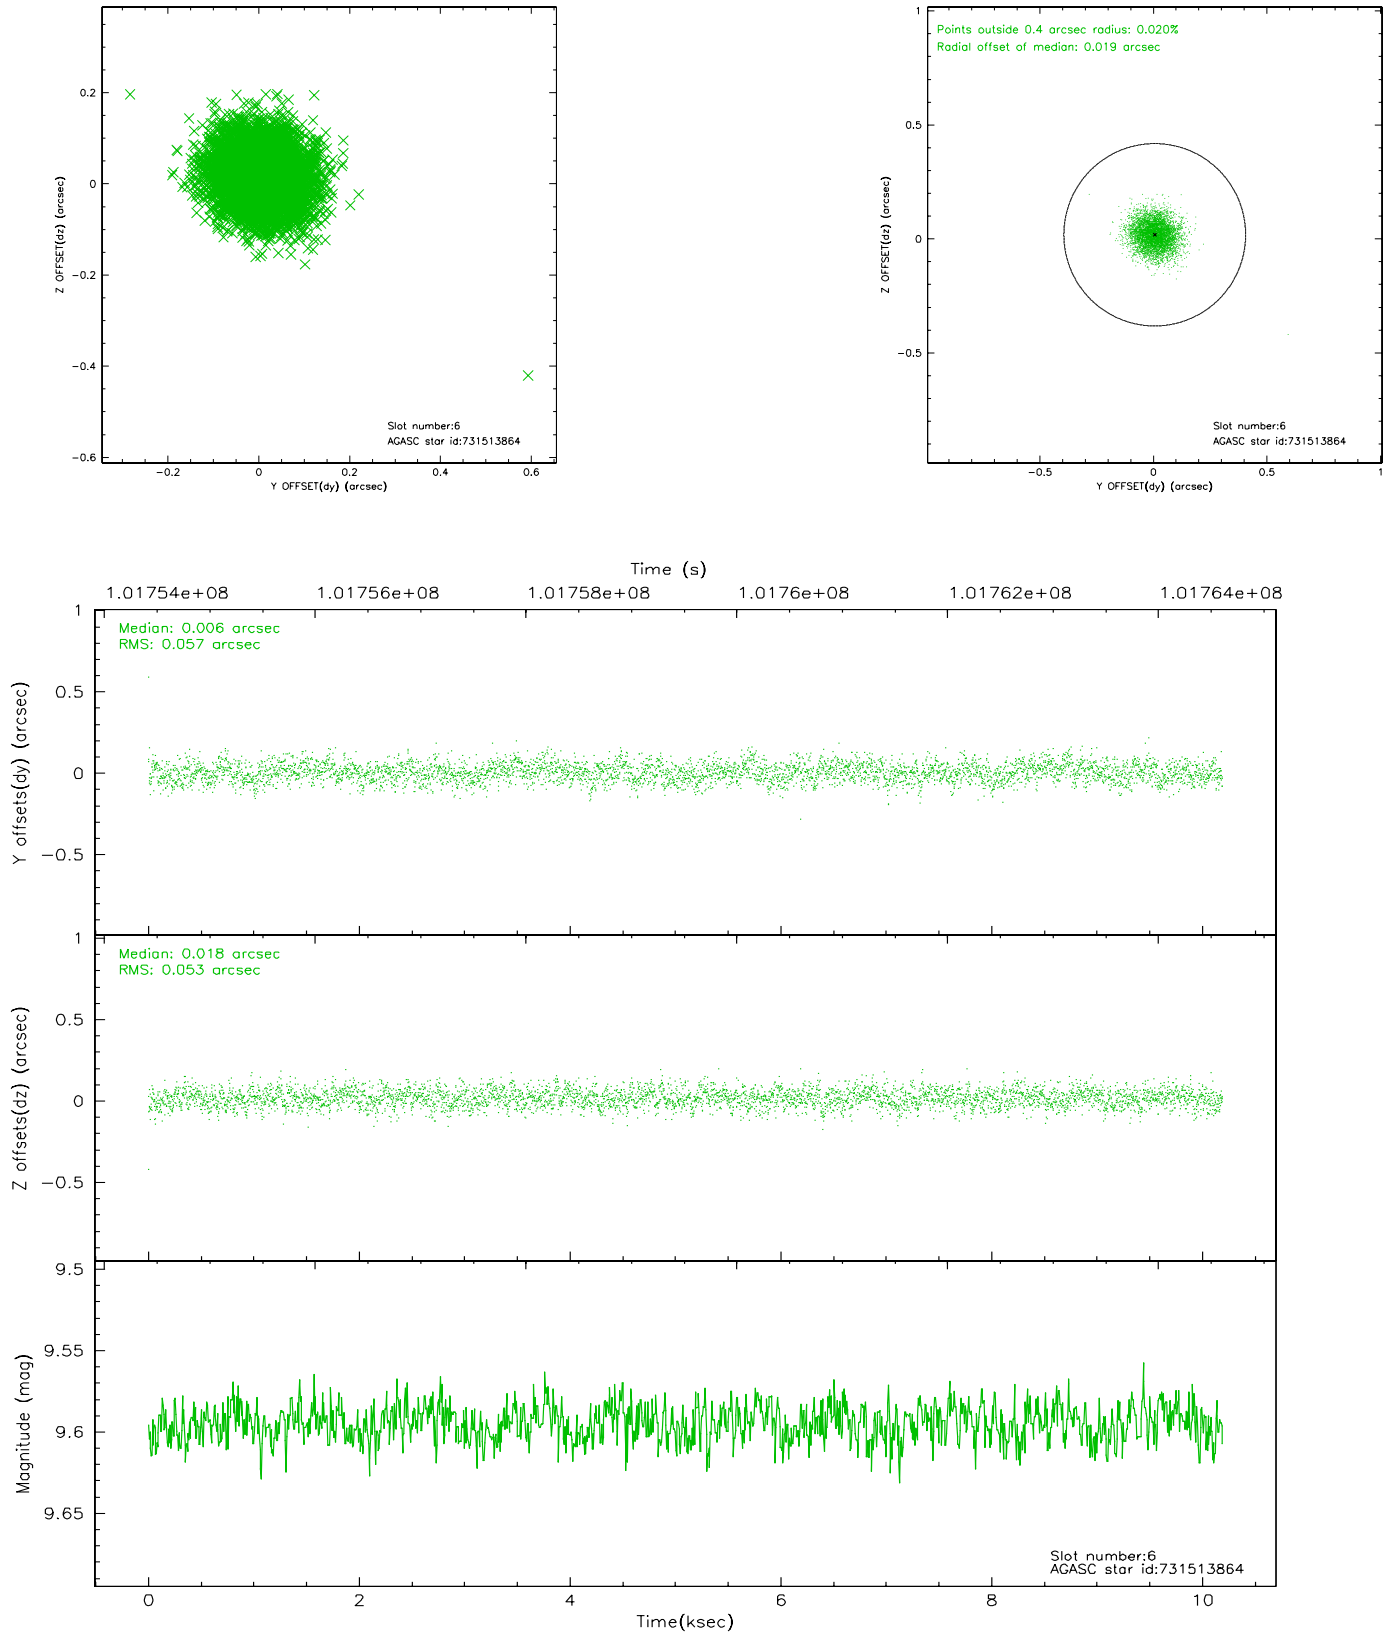 0.2
0
−0.2
−0.4
−0.6
Z OFFSET(dz) (arcsec)
−0.2
0
0.2
0.4
0.6
Y OFFSET(dy) (arcsec)
Slot number:6
AGASC star id:731513864
Points outside 0.4 arcsec radius: 0.020%
Radial offset of median: 0.019 arcsec
1
0.5
0
−0.5
Z OFFSET(dz) (arcsec)
−0.5
0
0.5
1
Y OFFSET(dy) (arcsec)
Slot number:6
AGASC star id:731513864
Time (s)
1.01754e+08
1.01756e+08
1.01758e+08
1.0176e+08
1.01762e+08
1.01764e+08
Median: 0.006 arcsec
RMS: 0.057 arcsec
1
0.5
0
−0.5
Y offsets(dy) (arcsec)
Median: 0.018 arcsec
RMS: 0.053 arcsec
1
0.5
0
−0.5
Z offsets(dz) (arcsec)
9.5
9.55
9.6
9.65
Magnitude (mag)
Slot number:6
AGASC star id:731513864
0
2
4
6
8
10
Time(ksec)